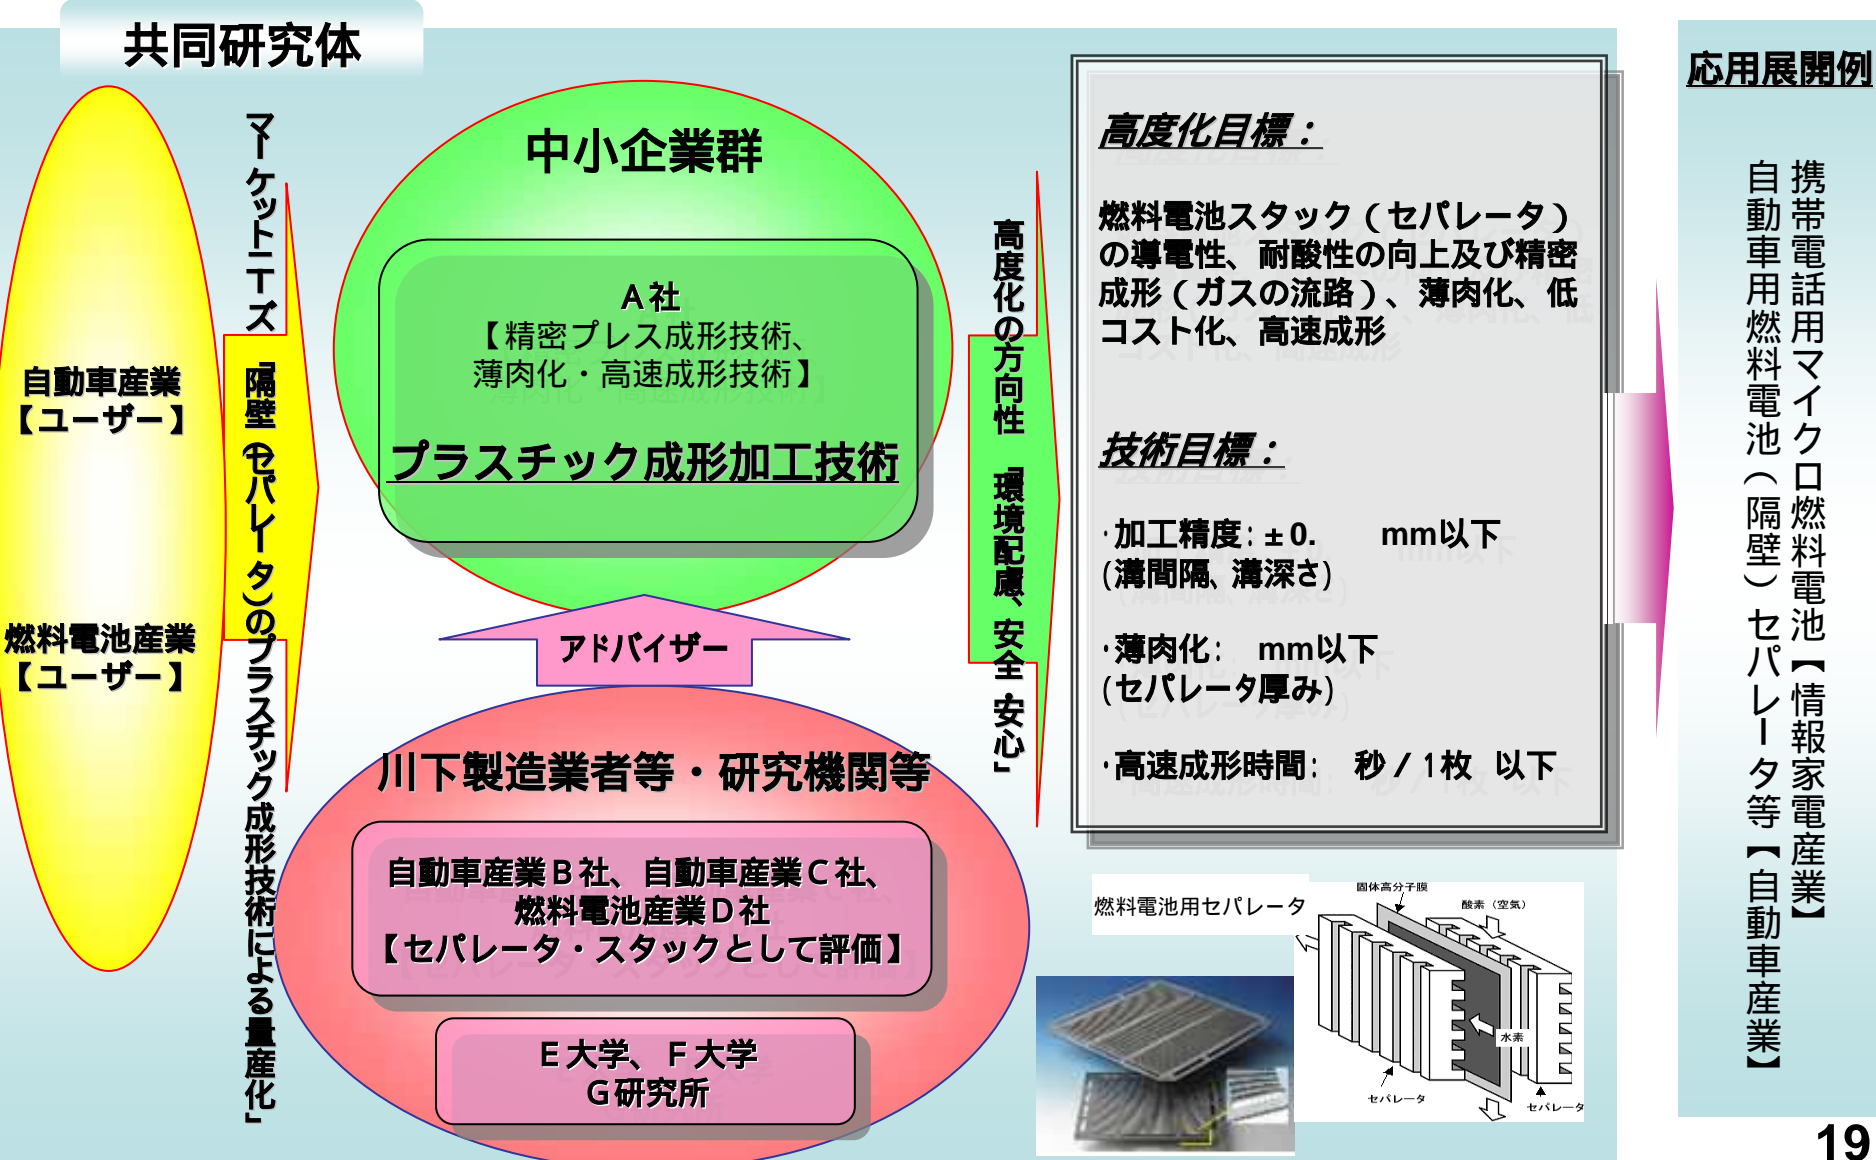 共同研究体
自動車産業
【ユーザー】
燃料電池産業
【ユーザー】
マーケットニーズ 『隔壁（セパレータ）のプラスチック成形技術による量産化』
中小企業群
Ａ社
【精密プレス成形技術、
薄肉化・高速成形技術】
プラスチック成形加工技術
アドバイザー
川下製造業者等・研究機関等
自動車産業Ｂ社、自動車産業Ｃ社、
燃料電池産業Ｄ社
【セパレータ・スタックとして評価】
Ｅ大学、Ｆ大学
Ｇ研究所
高度化の方向性 『環境配慮、安全・安心』
高度化目標：
燃料電池スタック（セパレータ）
の導電性、耐酸性の向上及び精密
成形（ガスの流路）、薄肉化、低
コスト化、高速成形
技術目標：
・加工精度：±0.　　mm以下
(溝間隔、溝深さ)
・薄肉化：　mm以下
(セパレータ厚み)
・高速成形時間：　秒／1枚 以下
燃料電池用セパレータ
固体高分子膜
酸素（空気）
水素
セパレータ
セパレータ
応用展開例
携帯電話用マイクロ燃料電池【情報家電産業】
自動車用燃料電池（隔壁）セパレータ等【自動車産業】
19